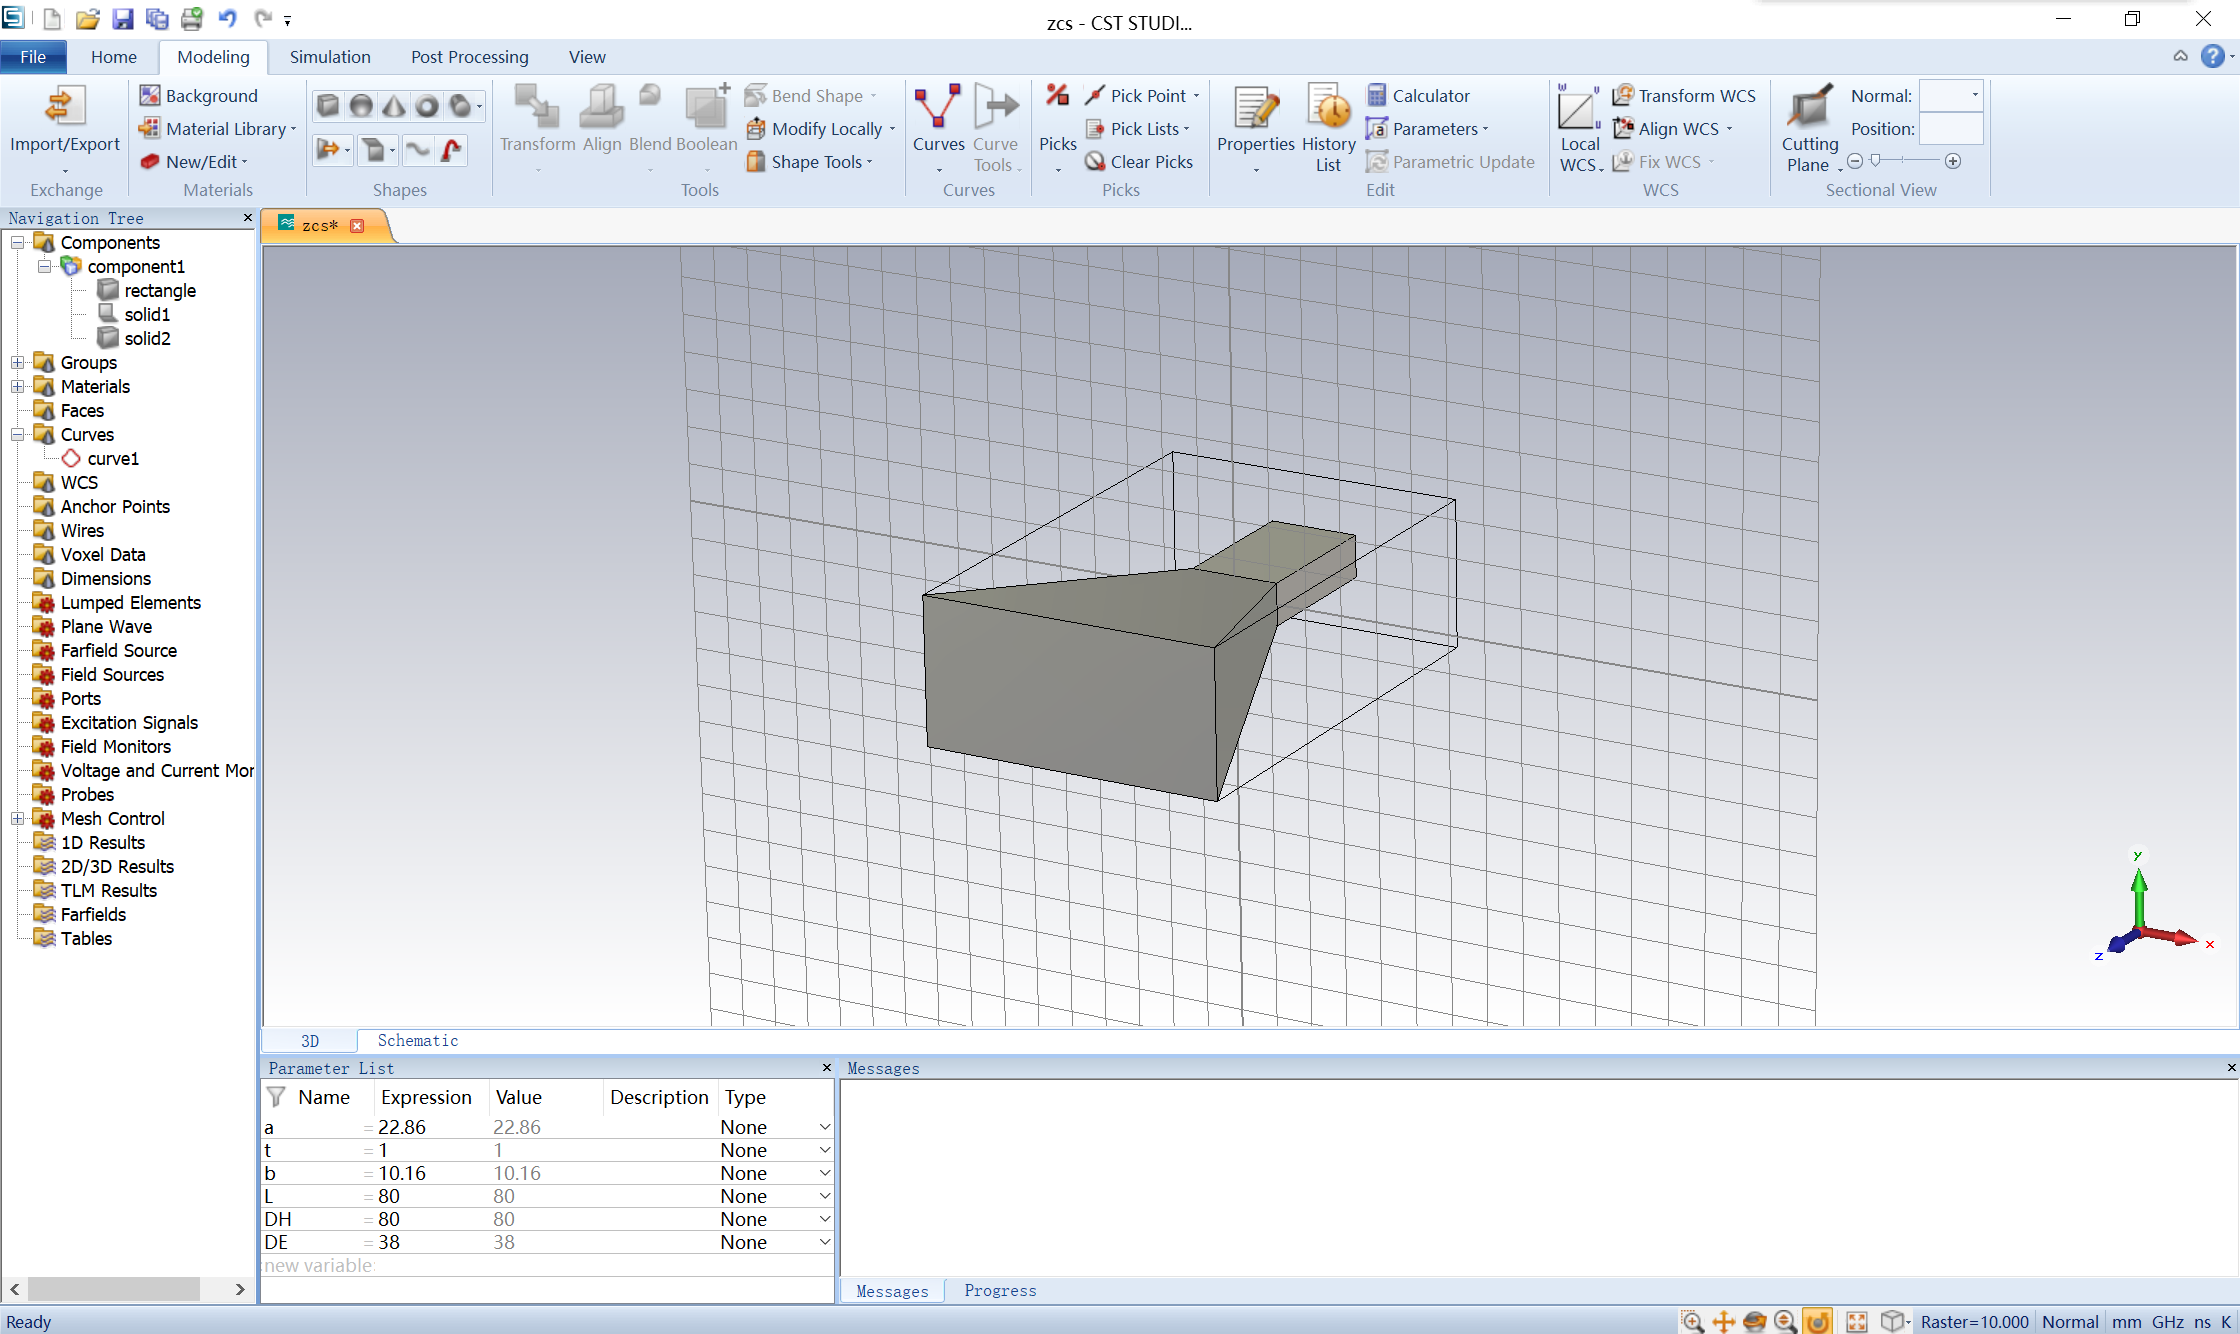 zcs - CST STUDI...
File Home Modeling Simulation Post Processing View
Import/Export
Exchange
Background
Material Library
New/Edit
Materials
Shapes
Transform Align Blend Boolean
Bend Shape
Modify Locally
Shape Tools
Tools
Curves
Curve Tools
Curves
Picks
Pick Point
Pick Lists
Clear Picks
Picks
Properties
History List
Calculator
Parameters
Parametric Update
Edit
Local WCS
Transform WCS
Align WCS
Fix WCS
WCS
Cutting Plane
Normal:
Position:
Sectional View
Navigation Tree
Components
component1
rectangle
solid1
solid2
Groups
Materials
Faces
Curves
curve1
WCS
Anchor Points
Wires
Voxel Data
Dimensions
Lumped Elements
Plane Wave
Farfield Source
Field Sources
Ports
Excitation Signals
Field Monitors
Voltage and Current Mor
Probes
Mesh Control
1D Results
2D/3D Results
TLM Results
Farfields
Tables
zcs*
y
x
z
3D Schematic
Parameter List
Name Expression Value Description Type
a = 22.86 22.86 None
t = 1 1 None
b = 10.16 10.16 None
L = 80 80 None
DH = 80 80 None
DE = 38 38 None
new variable
Messages
Messages Progress
Ready
Raster=10.000 Normal mm GHz ns K